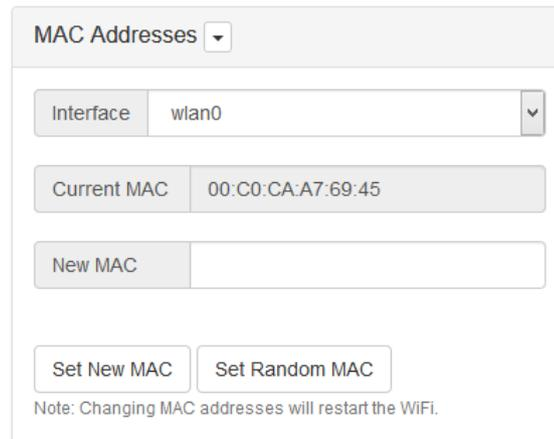 MAC Addresses
Interface wlan0
Current MAC 00:C0:CA:A7:69:45
New MAC
Set New MAC Set Random MAC
Note: Changing MAC addresses will restart the WiFi.